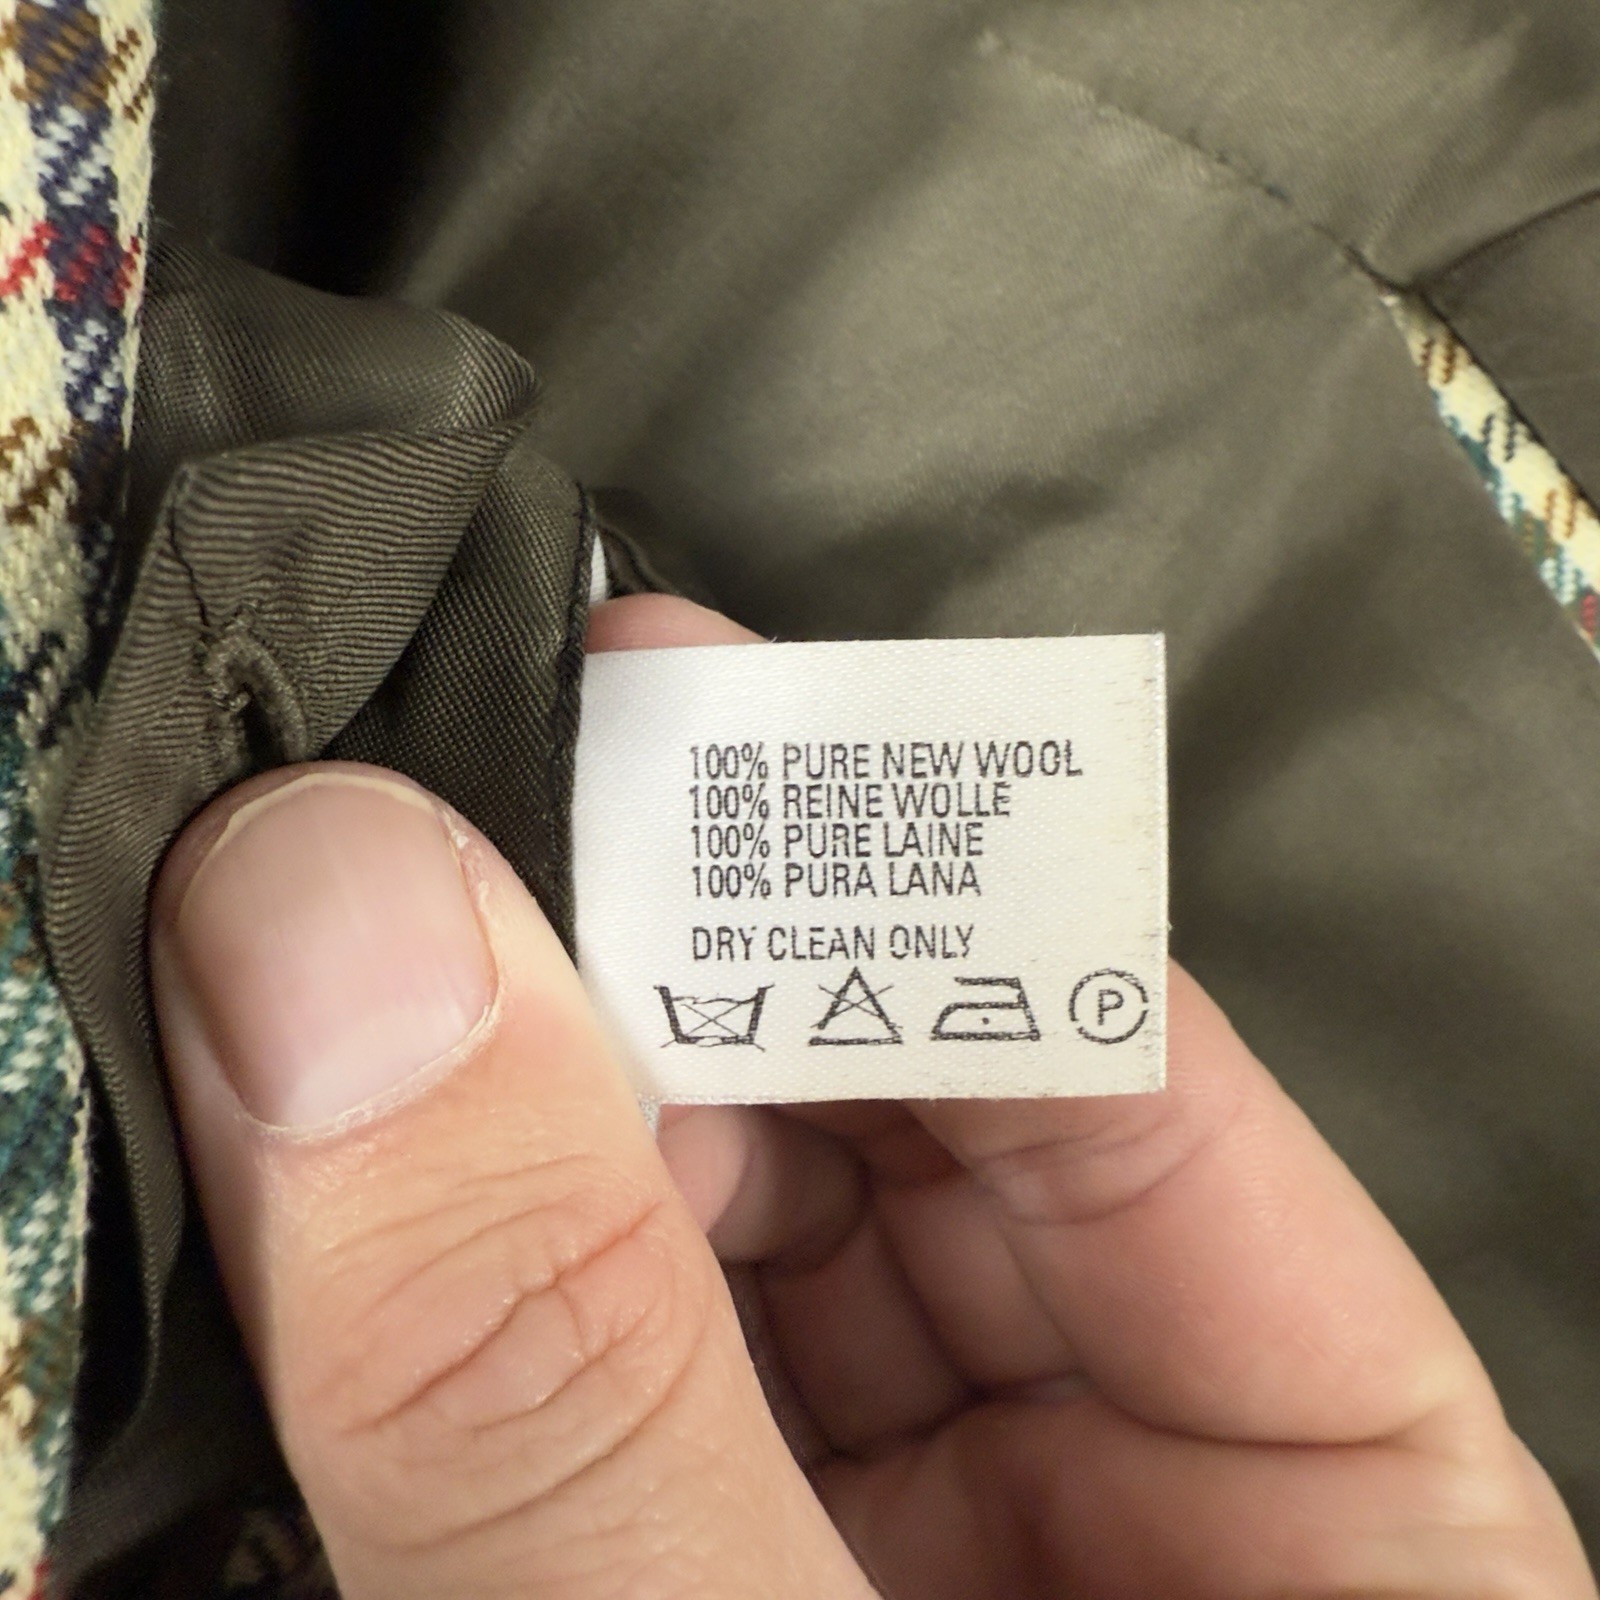 100% PURE NEW WOOL
100% REINE WOLLE
100% PURE LAINE
100% PURA LANA
DRY CLEAN ONLY
P